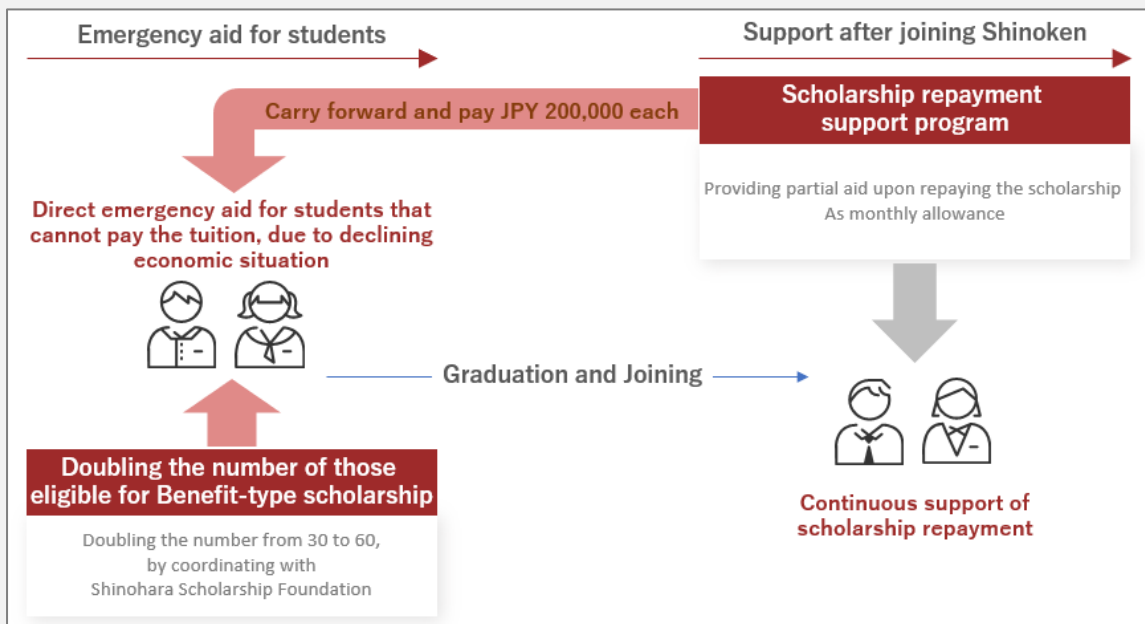 Emergency aid for students
Support after joining Shinoken
Carry forward and pay JPY 200,000 each
Scholarship repayment
support program
Providing partial aid upon repaying the scholarship
As monthly allowance
Direct emergency aid for students that
cannot pay the tuition, due to declining
economic situation
Graduation and Joining
Doubling the number of those
eligible for Benefit-type scholarship
Doubling the number from 30 to 60,
by coordinating with
Shinohara Scholarship Foundation
Continuous support of
scholarship repayment